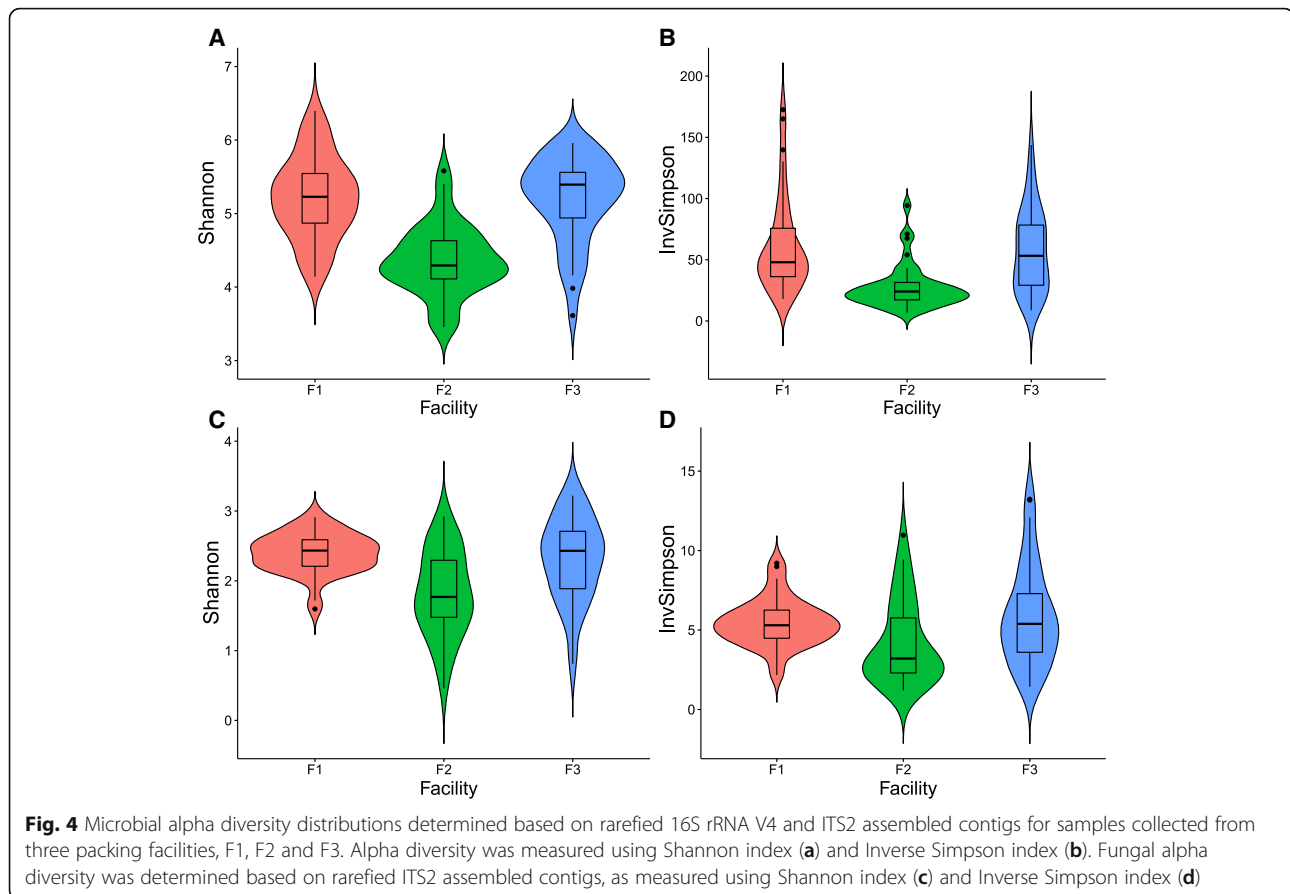 A
Shannon
7
6
5
4
3
F1
F2
F3
Facility
B
InvSimpson
200
150
100
50
0
F1
F2
F3
Facility
C
Shannon
4
3
2
1
0
F1
F2
F3
Facility
D
InvSimpson
15
10
5
0
F1
F2
F3
Facility
Fig. 4 Microbial alpha diversity distributions determined based on rarefied 16S rRNA V4 and ITS2 assembled contigs for samples collected from
three packing facilities, F1, F2 and F3. Alpha diversity was measured using Shannon index (a) and Inverse Simpson index (b). Fungal alpha
diversity was determined based on rarefied ITS2 assembled contigs, as measured using Shannon index (c) and Inverse Simpson index (d)